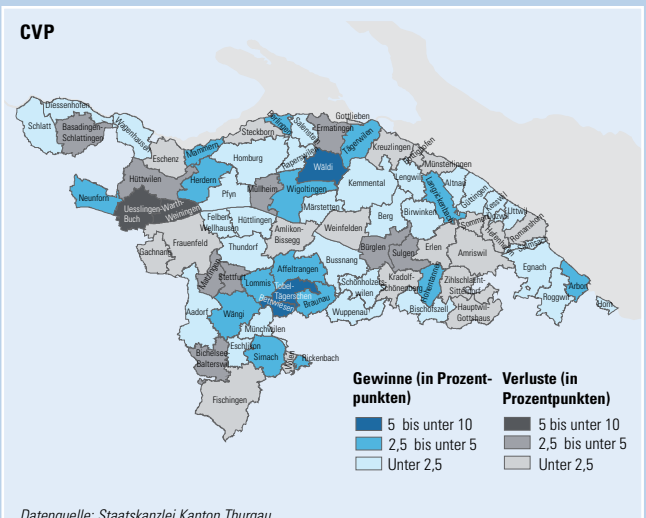 CVP
Diessenhofen
Schlatt
Basadingen-
Schlattingen
Wagenhausen
Eschenz
Mammern
Steckborn
Berlingen
Salenstein
Ermatingen
Gottlieben
Tägerwilen
Kreuzlingen
Bottighofen
Münsterlingen
Homburg
Raperswilen
Wäldi
Hüttwilen
Herdern
Neunforn
Uesslingen-
Buch
Warth-
Weiningen
Pfyn
Müllheim
Wigoltingen
Kemmental
Lengwil
Langrickenbach
Altnau
Güttingen
Kesswil
Uttwil
Dozwil
Sommeri
Hefenhofen
Romanshorn
Salmsach
Märstetten
Berg
Birwinken
Felben-
Wellhausen
Hüttlingen
Amlikon-
Bissegg
Weinfelden
Bürglen
Sulgen
Erlen
Amriswil
Egnach
Frauenfeld
Gachnang
Thundorf
Bussnang
Matzingen
Stettfurt
Lommis
Affeltrangen
Tobel-
Tägerschen
Bettwiesen
Braunau
Schönholzers-
wilen
Kradolf-
Schönenberg
Hohentannen
Zihlschlacht-
Sitterdorf
Hauptwil-
Gottshaus
Bischofszell
Wuppenau
Roggwil
Arbon
Horn
Aadorf
Wängi
Münchwilen
Eschlikon
Bichelsee-
Balterswil
Sirnach
Wilen
Rickenbach
Fischingen
Gewinne (in Prozent-
punkten)
5 bis unter 10
2,5 bis unter 5
Unter 2,5
Verluste (in
Prozentpunkten)
5 bis unter 10
2,5 bis unter 5
Unter 2,5
Datenquelle: Staatskanzlei Kanton Thurgau